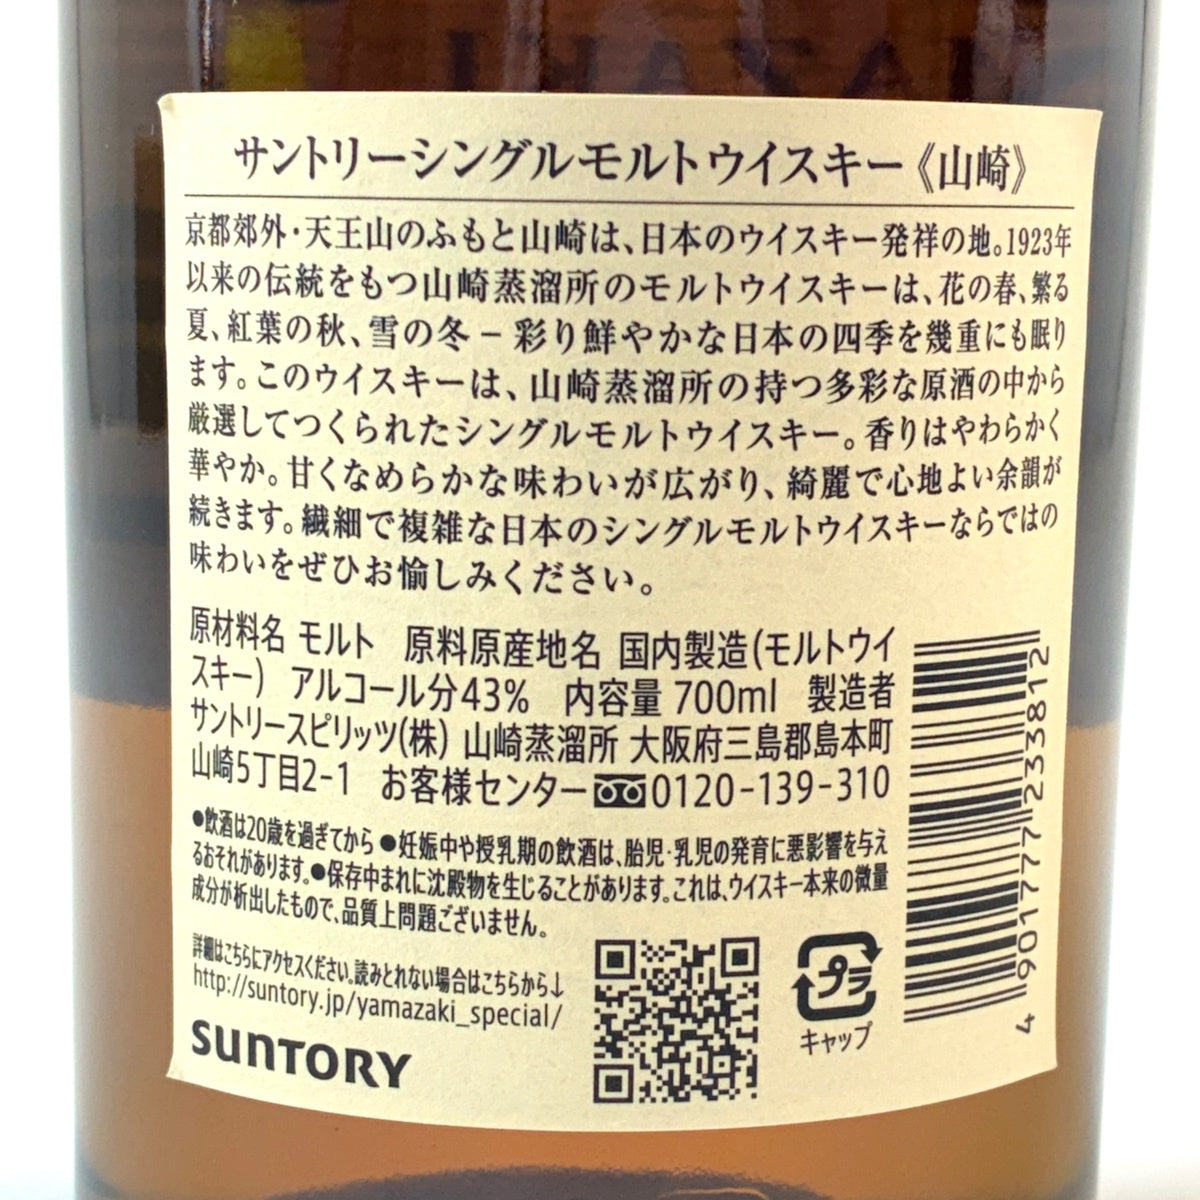 サントリーシングルモルトウイスキー《山崎》
京都郊外・天王山のふもと山崎は、日本のウイスキー発祥の地。1923年
以来の伝統をもつ山崎蒸溜所のモルトウイスキーは、花の春、繁る
夏、紅葉の秋、雪の冬－彩り鮮やかな日本の四季を幾重にも眠り
ます。このウイスキーは、山崎蒸溜所の持つ多彩な原酒の中から
厳選してつくられたシングルモルトウイスキー。香りはやわらかく
華やか。甘くなめらかな味わいが広がり、綺麗で心地よい余韻が
続きます。繊細で複雑な日本のシングルモルトウイスキーならではの
味わいをぜひお愉しみください。
原材料名 モルト　原料原産地名 国内製造(モルトウイ
スキー)　アルコール分43%　内容量 700ml　製造者
サントリースピリッツ(株) 山崎蒸溜所 大阪府三島郡島本町
山崎5丁目2-1　お客様センター 0120-139-310
●飲酒は20歳を過ぎてから ●妊娠中や授乳期の飲酒は、胎児・乳児の発育に悪影響を与え
るおそれがあります。●保存中まれに沈殿物を生じることがあります。これは、ウイスキー本来の微量
成分が析出したもので、品質上問題ございません。
詳細はこちらにアクセスください。読みとれない場合はこちらから↓
http://suntory.jp/yamazaki_special/
SUNTORY
プラ
キャップ
4 901777 233812